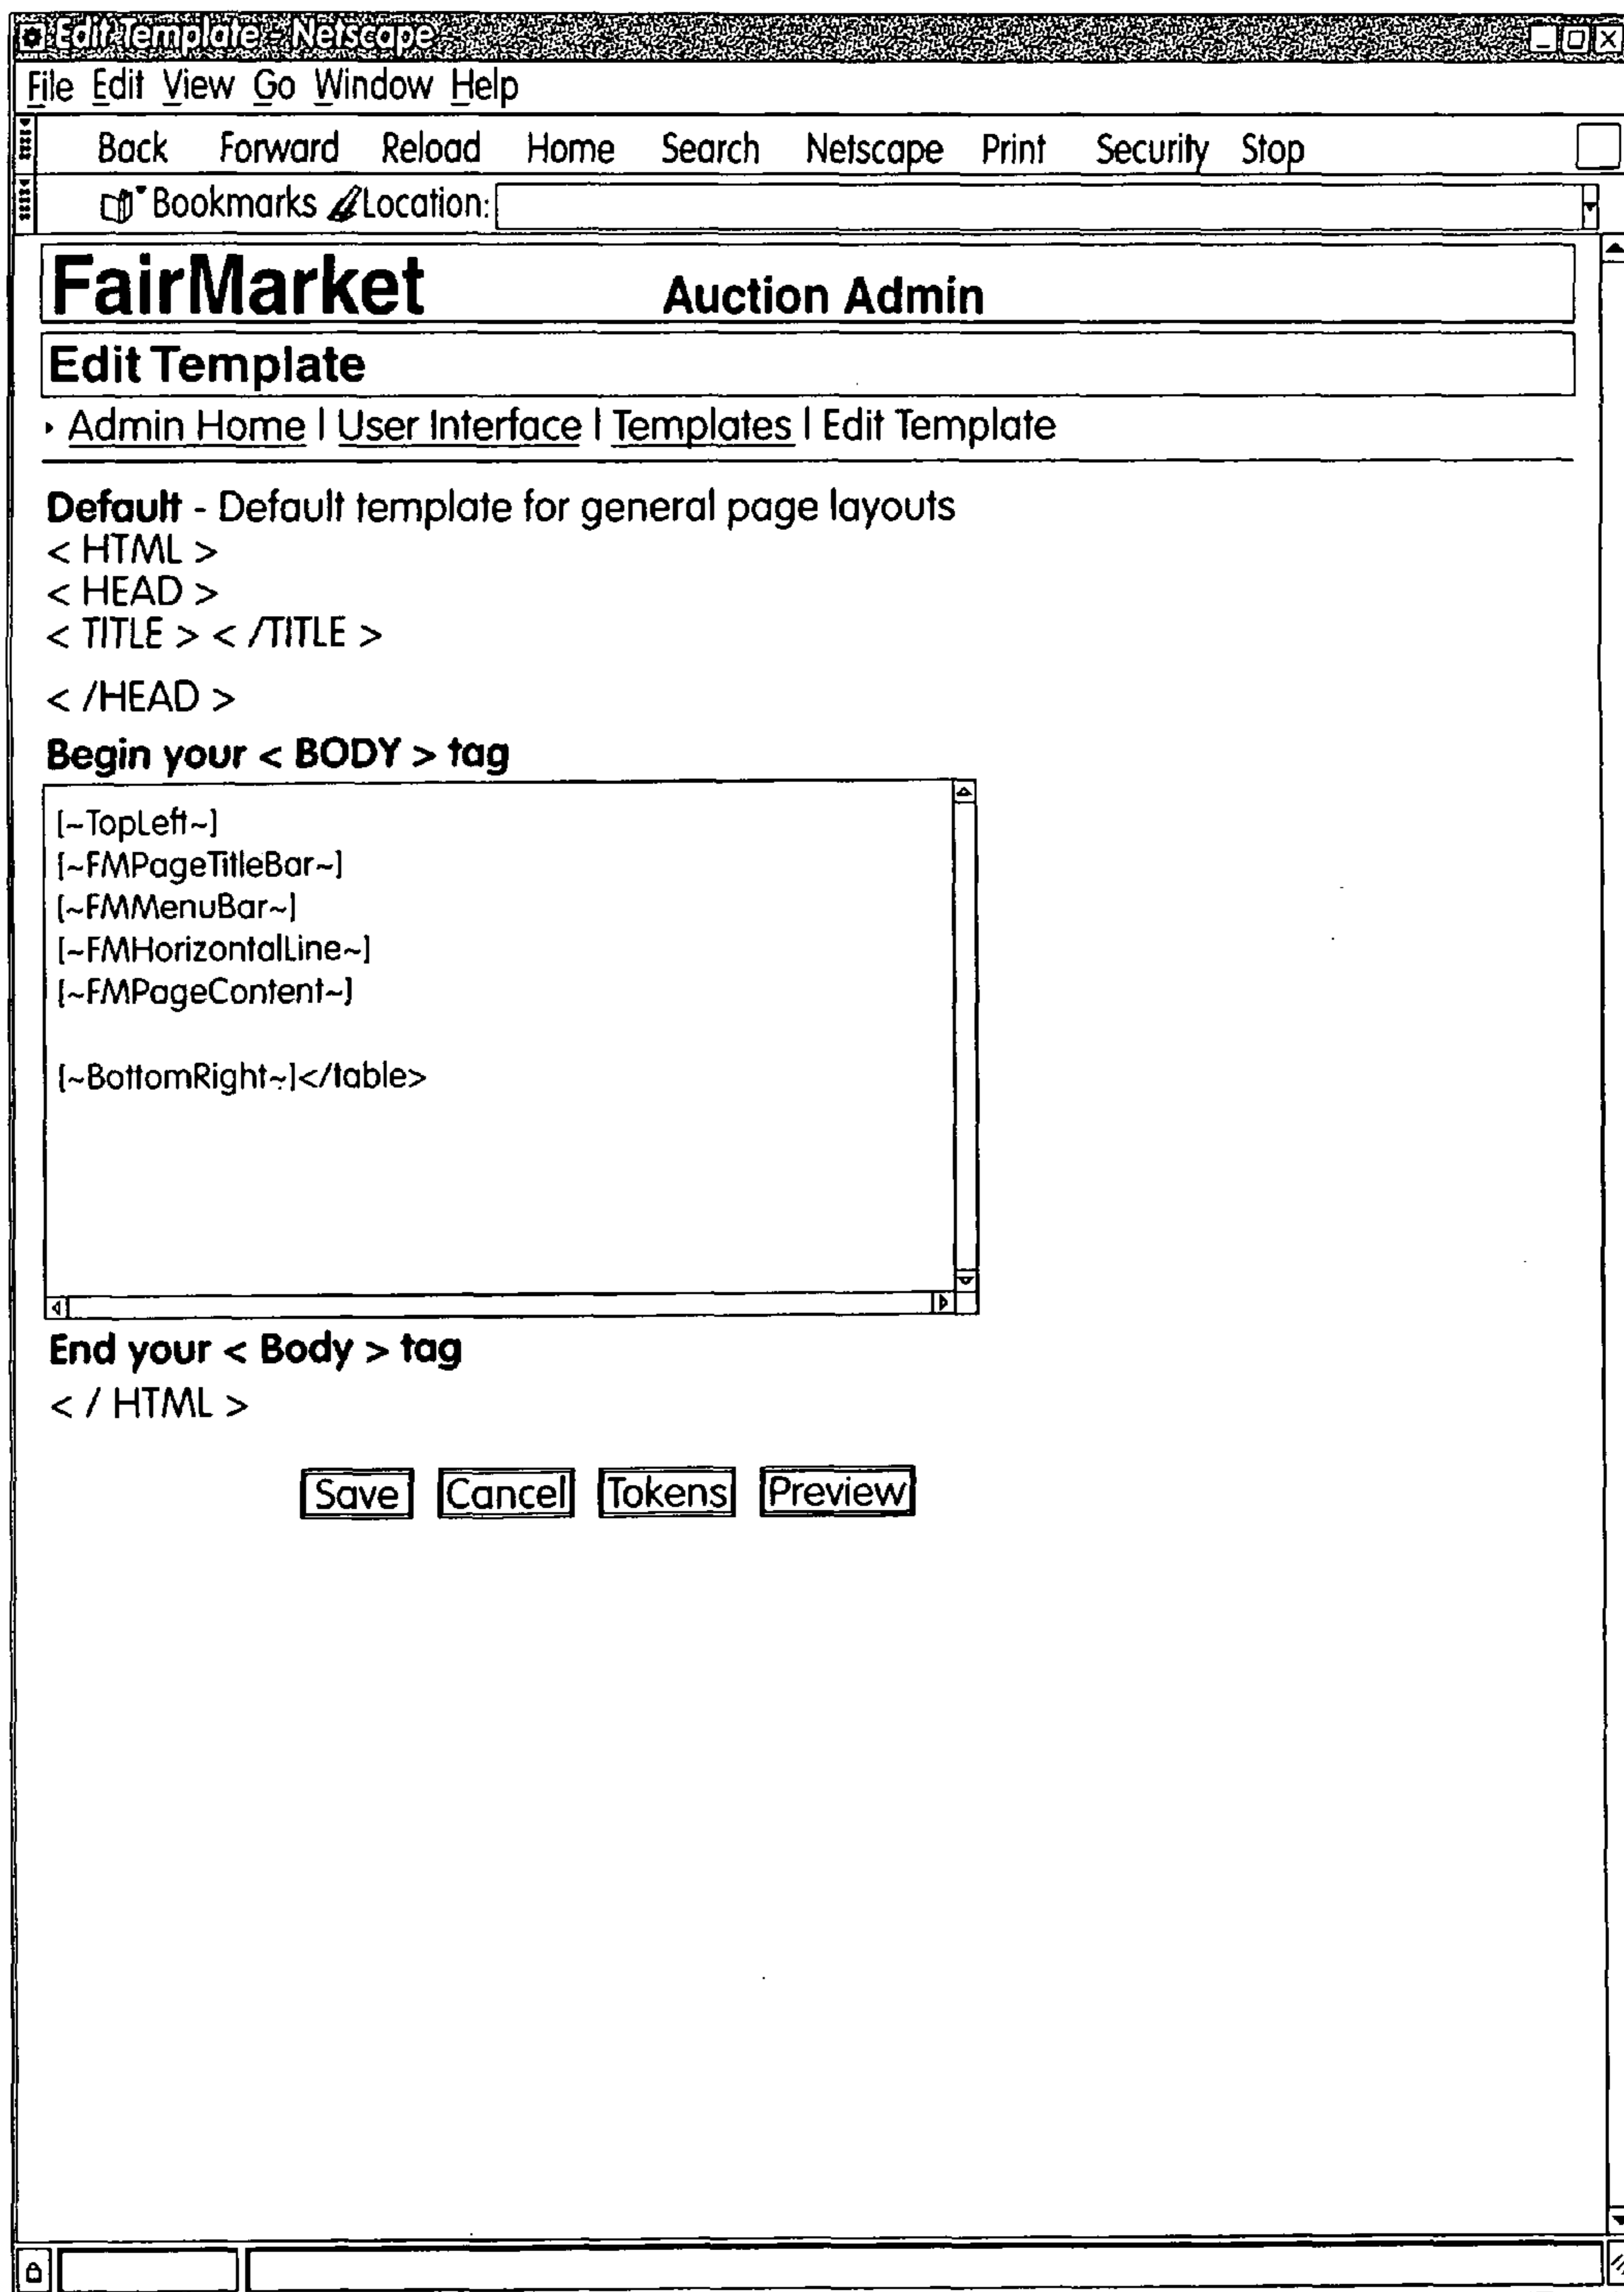 Edit Template - Netscape
File Edit View Go Window Help
Back Forward Reload Home Search Netscape Print Security Stop
Bookmarks Location:
FairMarket Auction Admin
Edit Template
Admin Home | User Interface | Templates | Edit Template
Default - Default template for general page layouts
< HTML >
< HEAD >
< TITLE > < /TITLE >
< /HEAD >
Begin your < BODY > tag
[~TopLeft~]
[~FMPageTitleBar~]
[~FMMenuBar~]
[~FMHorizontalLine~]
[~FMPageContent~]
[~BottomRight~]</table>
End your < Body > tag
< / HTML >
Save Cancel Tokens Preview